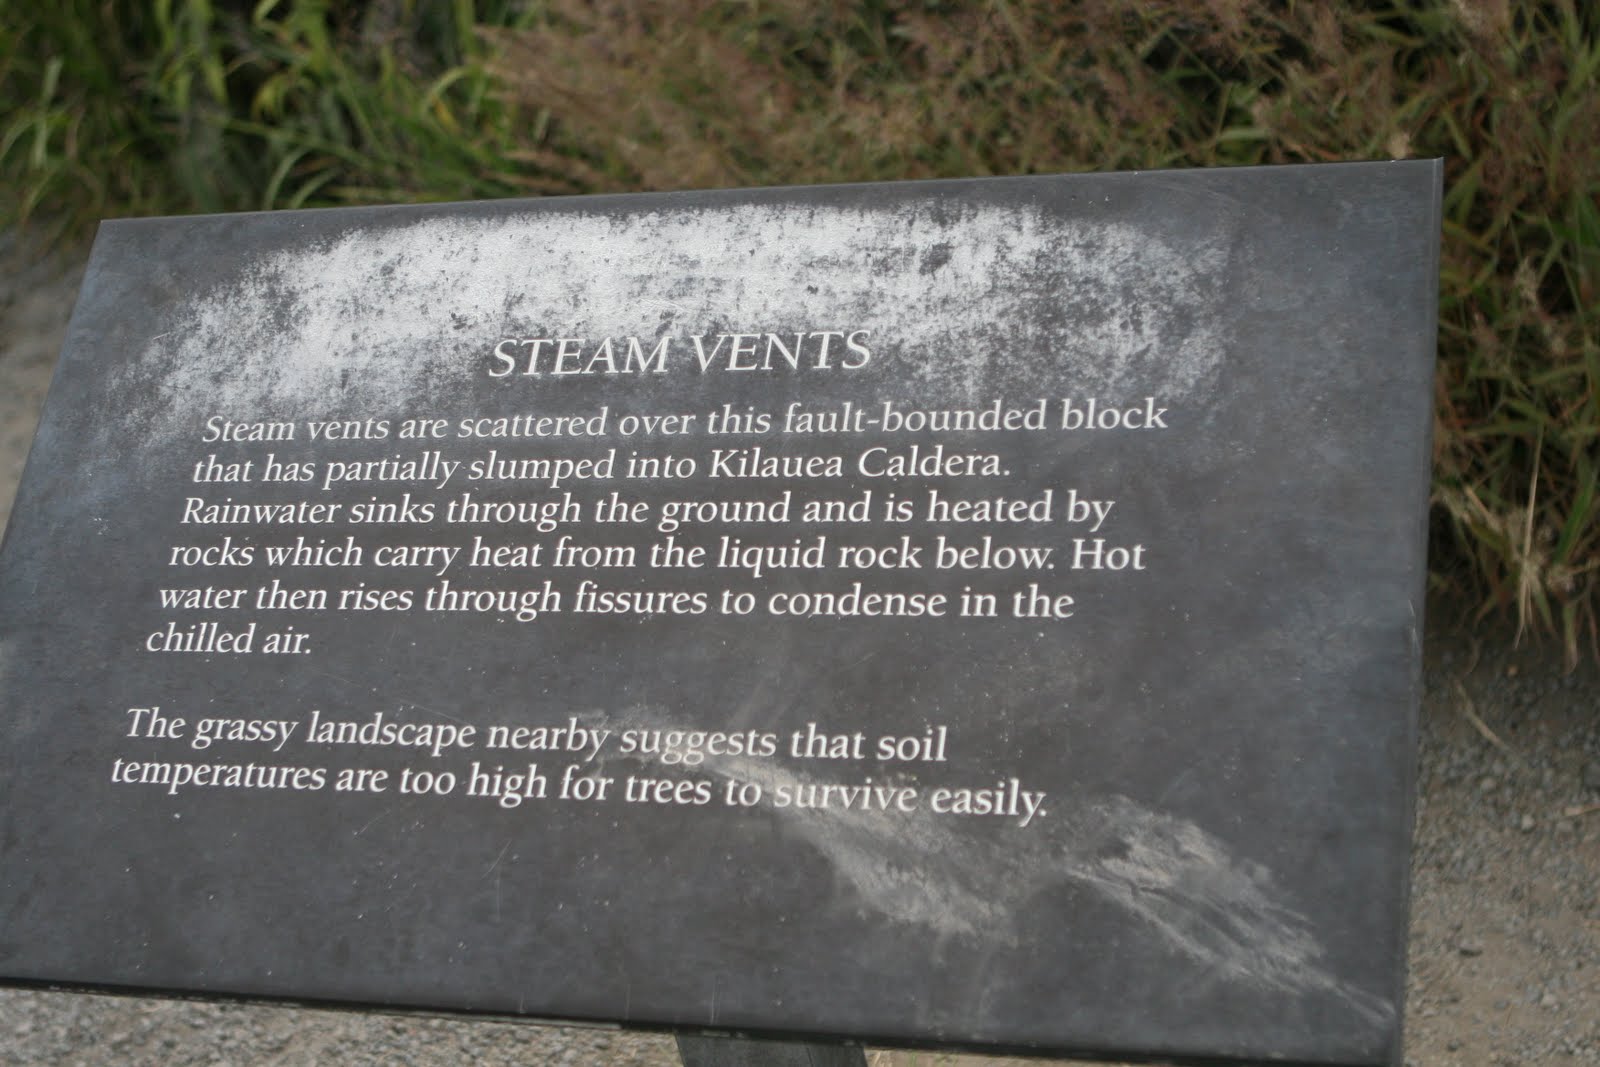 STEAM VENTS
Steam vents are scattered over this fault-bounded block
that has partially slumped into Kilauea Caldera.
Rainwater sinks through the ground and is heated by
rocks which carry heat from the liquid rock below. Hot
water then rises through fissures to condense in the
chilled air.
The grassy landscape nearby suggests that soil
temperatures are too high for trees to survive easily.